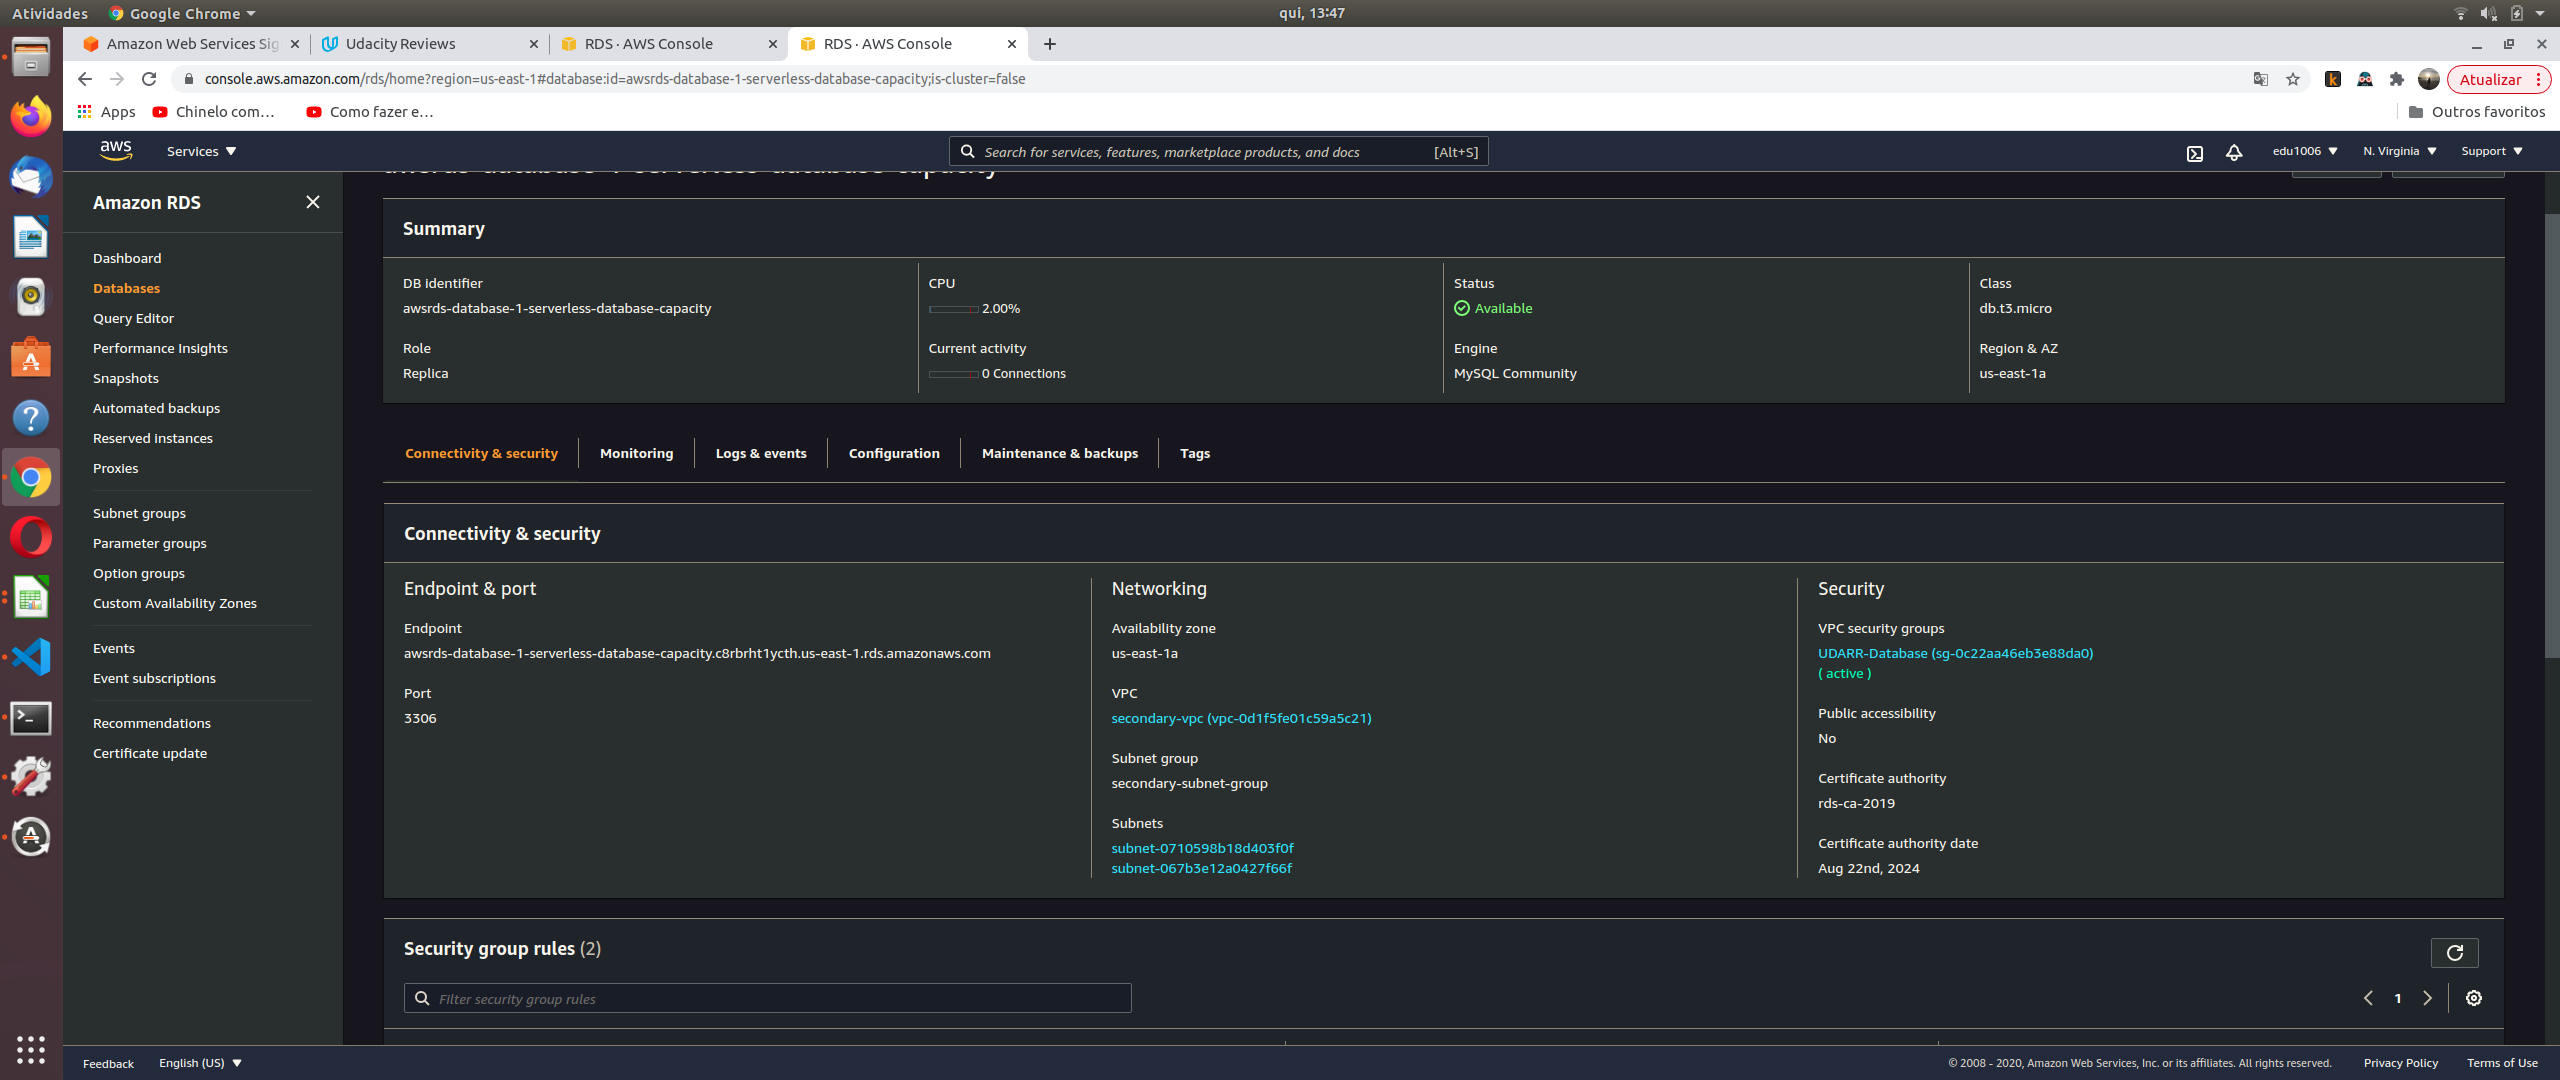 Atividades
Google Chrome
qui, 13:47
Amazon Web Services Sig
Udacity Reviews
RDS · AWS Console
RDS · AWS Console
console.aws.amazon.com/rds/home?region=us-east-1#database:id=awsrds-database-1-serverless-database-capacity;is-cluster=false
Atualizar
Apps
Chinelo com…
Como fazer e…
Outros favoritos
aws
Services
Search for services, features, marketplace products, and docs
[Alt+S]
edu1006
N. Virginia
Support
awsrds-database-1-serverless-database-capacity
Amazon RDS
Dashboard
Databases
Query Editor
Performance Insights
Snapshots
Automated backups
Reserved instances
Proxies
Subnet groups
Parameter groups
Option groups
Custom Availability Zones
Events
Event subscriptions
Recommendations
Certificate update
Summary
DB identifier
awsrds-database-1-serverless-database-capacity
CPU
2.00%
Status
Available
Class
db.t3.micro
Role
Replica
Current activity
0 Connections
Engine
MySQL Community
Region & AZ
us-east-1a
Connectivity & security
Monitoring
Logs & events
Configuration
Maintenance & backups
Tags
Connectivity & security
Endpoint & port
Endpoint
awsrds-database-1-serverless-database-capacity.c8rbrht1ycth.us-east-1.rds.amazonaws.com
Port
3306
Networking
Availability zone
us-east-1a
VPC
secondary-vpc (vpc-0d1f5fe01c59a5c21)
Subnet group
secondary-subnet-group
Subnets
subnet-0710598b18d403f0f
subnet-067b3e12a0427f66f
Security
VPC security groups
UDARR-Database (sg-0c22aa46eb3e88da0)
( active )
Public accessibility
No
Certificate authority
rds-ca-2019
Certificate authority date
Aug 22nd, 2024
Security group rules (2)
Filter security group rules
1
Feedback
English (US)
© 2008 - 2020, Amazon Web Services, Inc. or its affiliates. All rights reserved.
Privacy Policy
Terms of Use